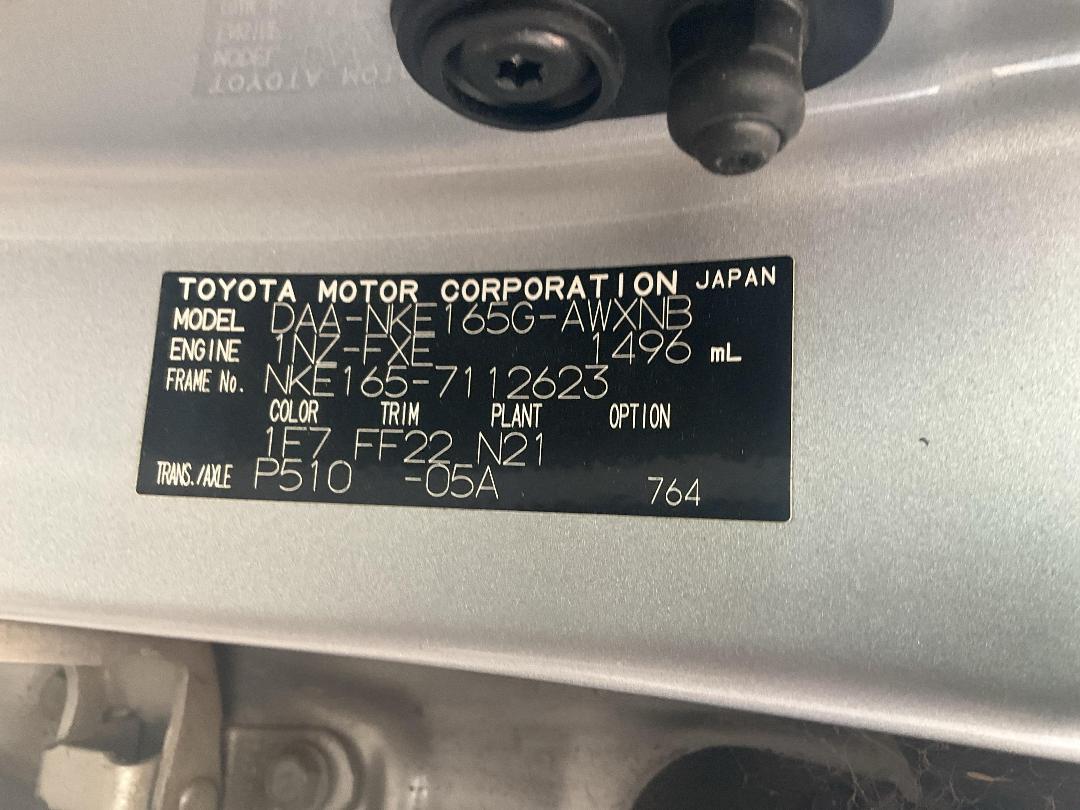 TOYOTA MOTOR CORPORATION JAPAN
MODEL DAA-NKE165G-AWXNB
ENGINE 1NZ-FXE 1496 mL
FRAME No. NKE165-7112623
COLOR TRIM PLANT OPTION
1F7 FF22 N21
TRANS./AXLE P510 -05A 764